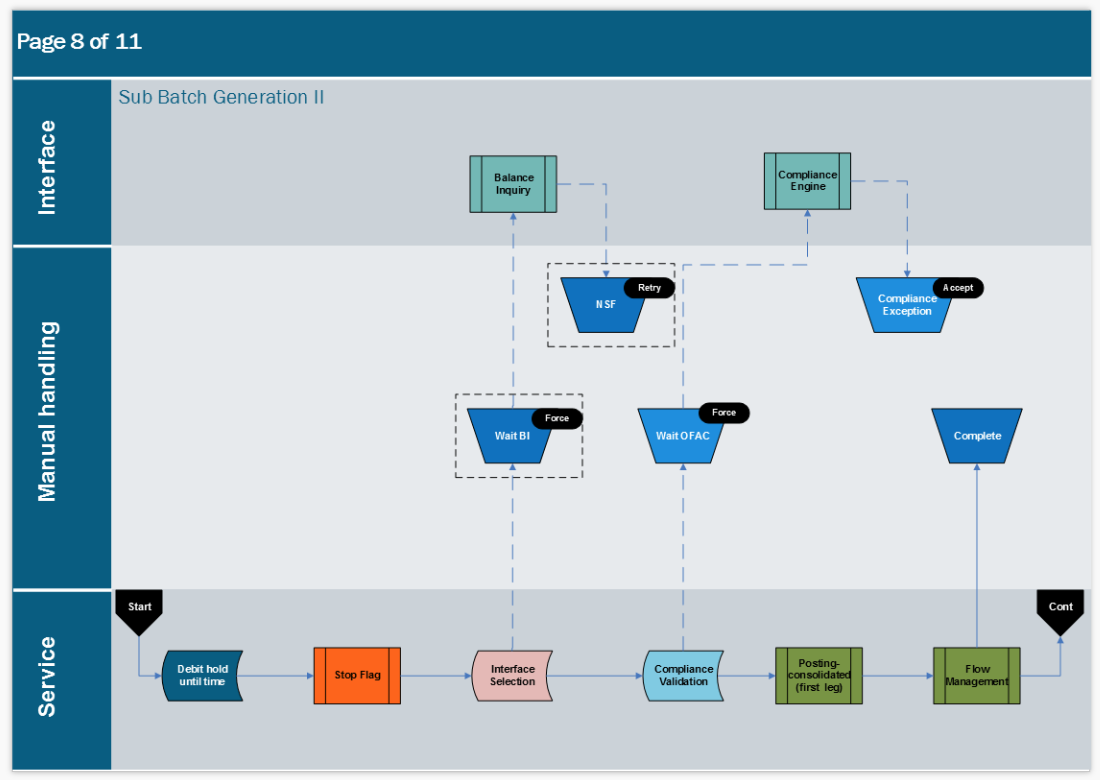 Page 8 of 11
Interface
Sub Batch Generation II
Balance
Inquiry
Compliance
Engine
Manual handling
NSF
Retry
Compliance
Exception
Accept
Wait BI
Force
Wait OFAC
Force
Complete
Service
Start
Cont
Debit hold
until time
Stop Flag
Interface
Selection
Compliance
Validation
Posting-
consolidated
(first leg)
Flow
Management